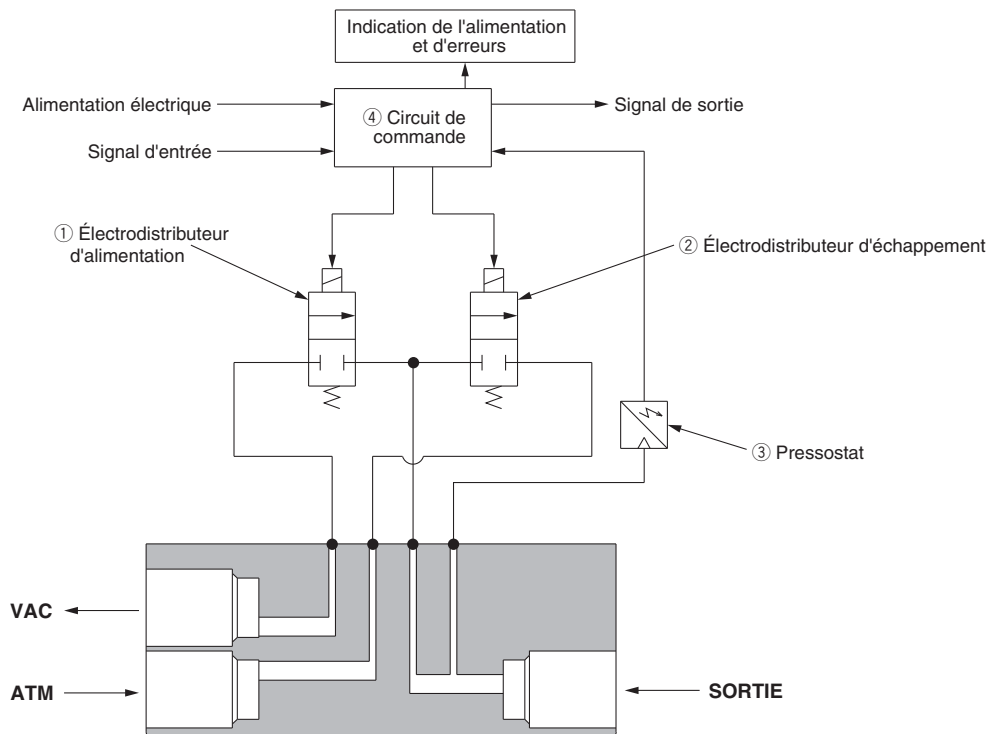 Indication de l'alimentation
et d'erreurs
Alimentation électrique
④ Circuit de
commande
Signal de sortie
Signal d'entrée
① Électrodistributeur
d'alimentation
② Électrodistributeur d'échappement
③ Pressostat
VAC
ATM
SORTIE